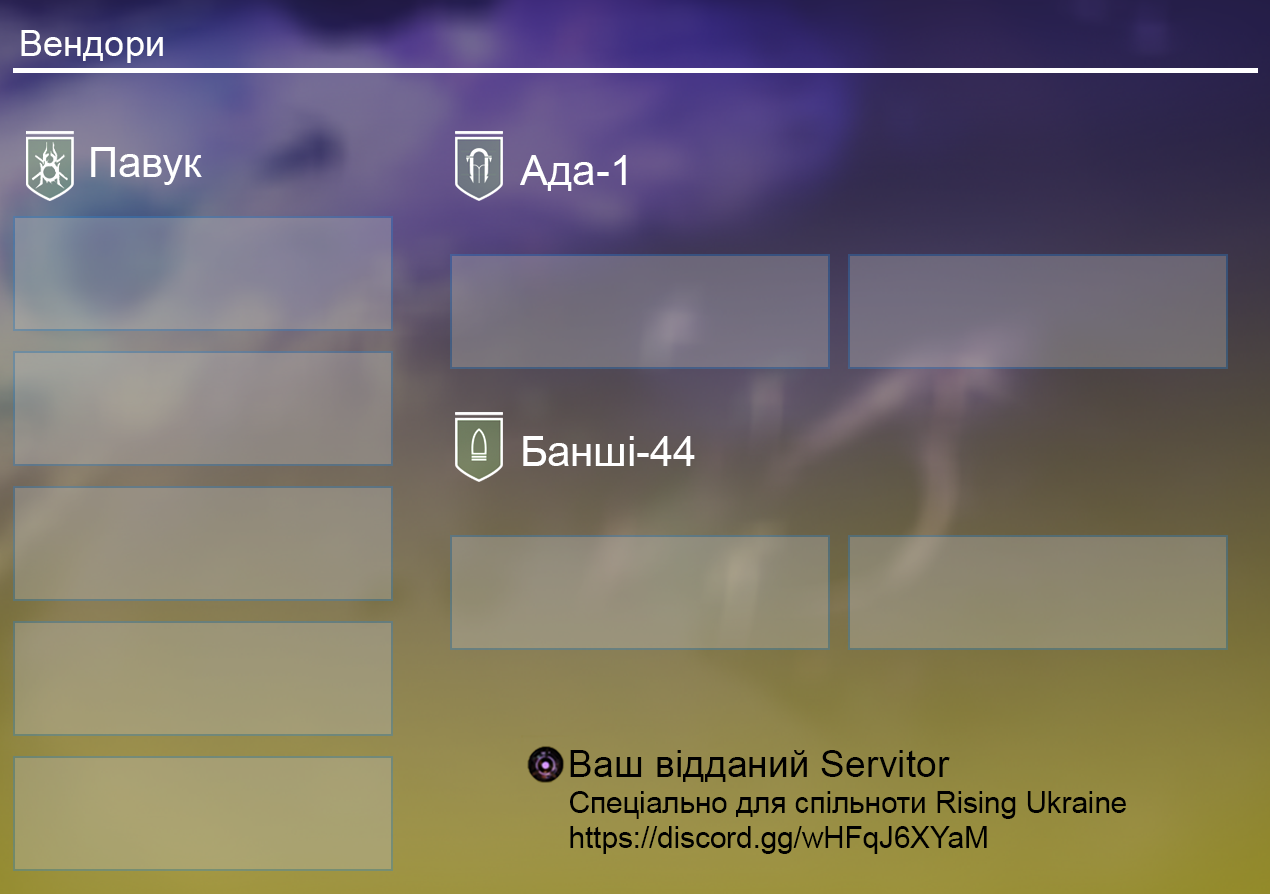 Вендори
Павук
Ада-1
Банші-44
Ваш відданий Servitor
Спеціально для спільноти Rising Ukraine
https://discord.gg/wHFqJ6XYaM